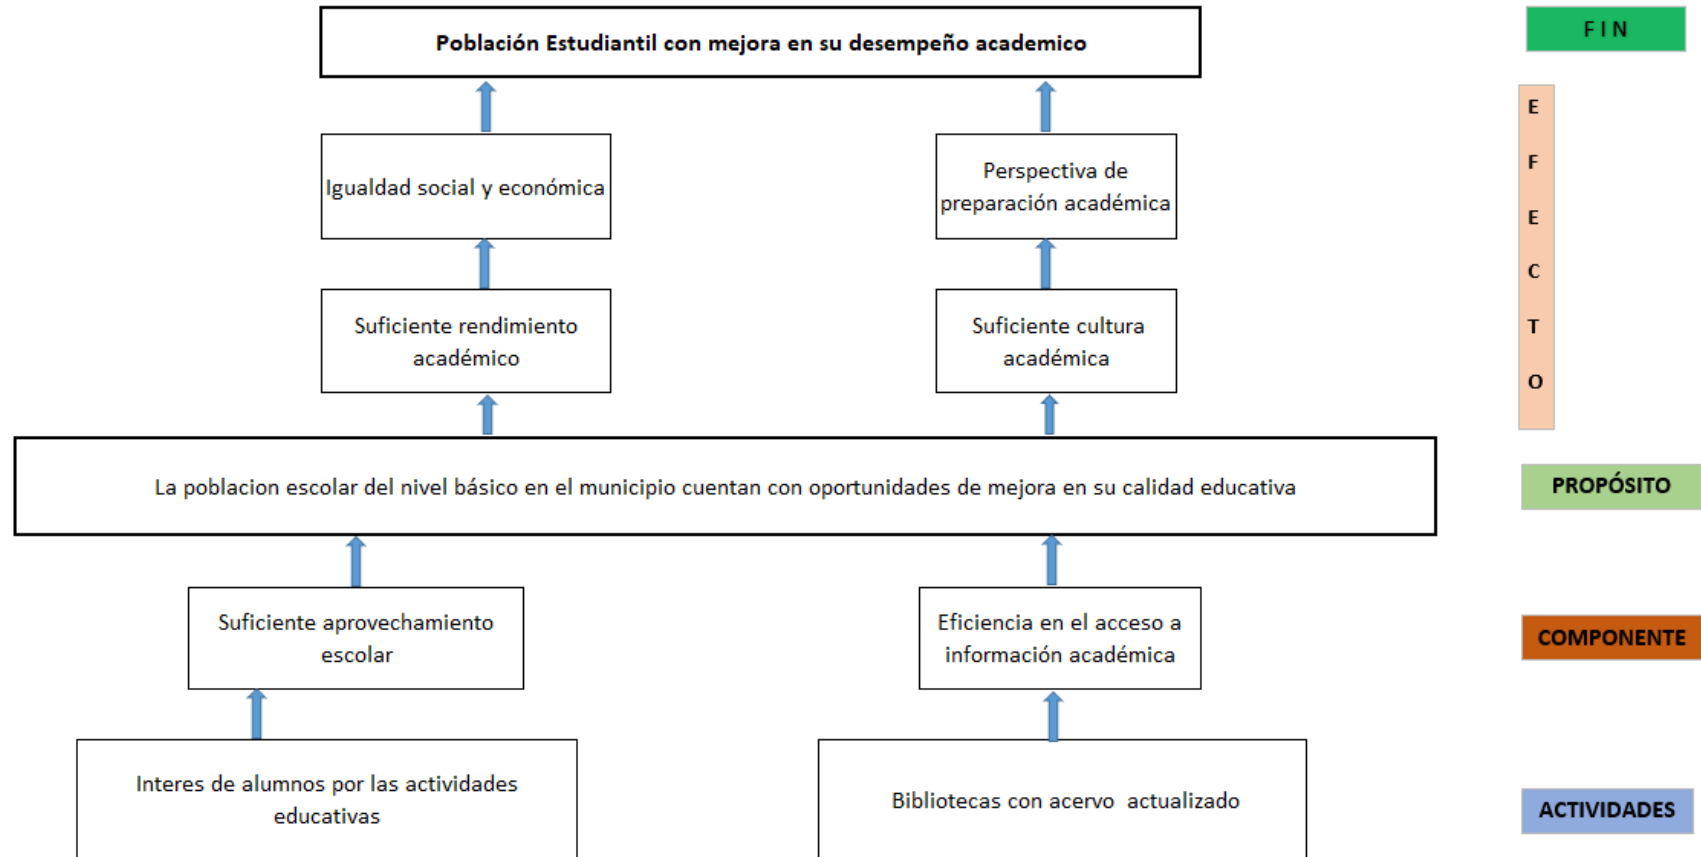 Población Estudiantil con mejora en su desempeño academico
F I N
Igualdad social y económica
Perspectiva de
preparación académica
E
F
E
C
T
O
Suficiente rendimiento
académico
Suficiente cultura
académica
La poblacion escolar del nivel básico en el municipio cuentan con oportunidades de mejora en su calidad educativa
PROPÓSITO
Suficiente aprovechamiento
escolar
Eficiencia en el acceso a
información académica
COMPONENTE
Interes de alumnos por las actividades
educativas
Bibliotecas con acervo actualizado
ACTIVIDADES